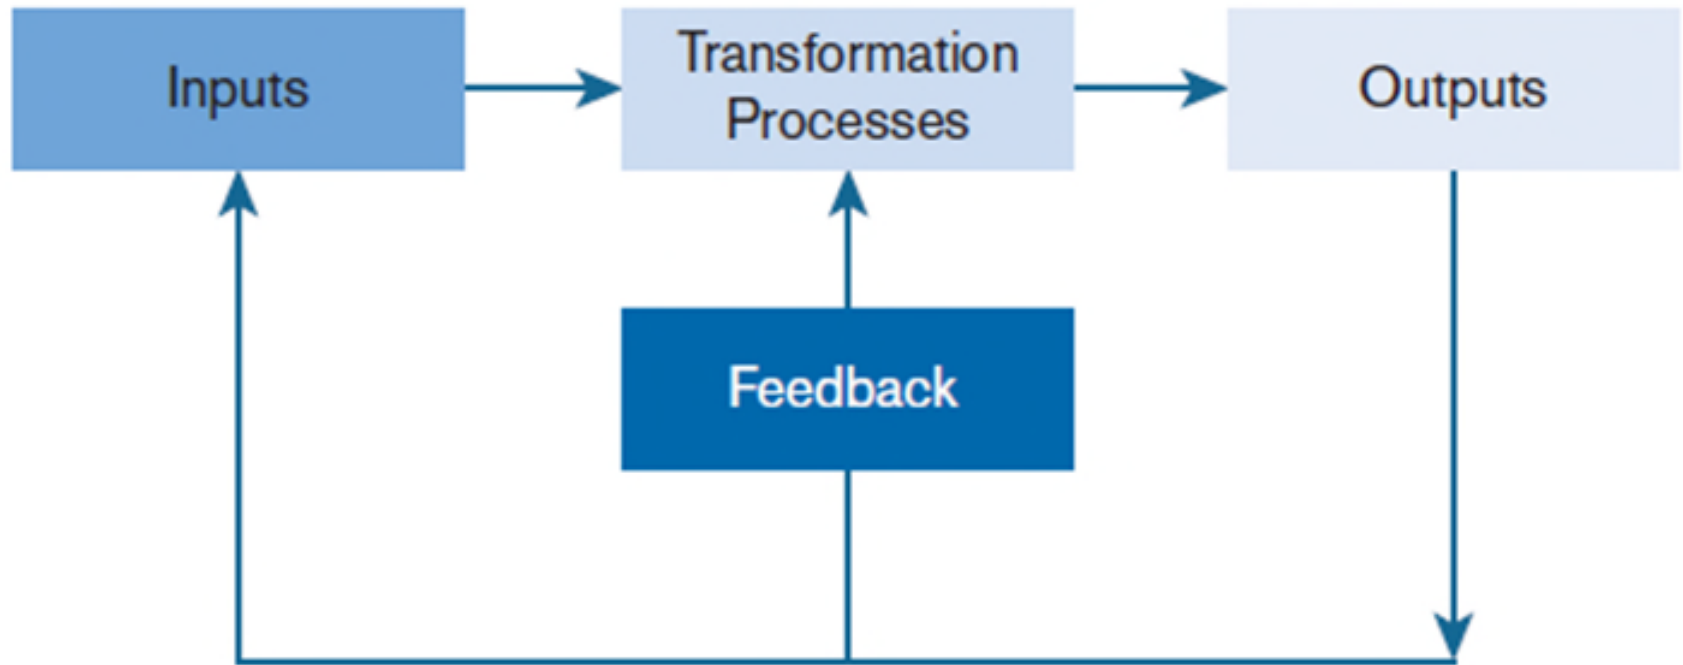 Inputs
Transformation
Processes
Outputs
Feedback